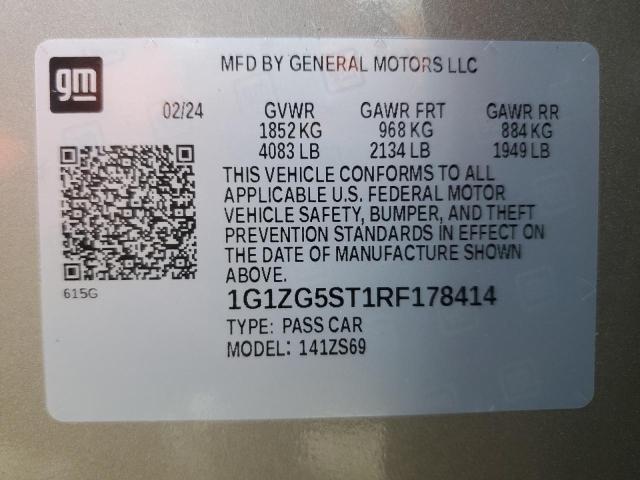 gm
MFD BY GENERAL MOTORS LLC
02/24 GVWR GAWR FRT GAWR RR
1852 KG 968 KG 884 KG
4083 LB 2134 LB 1949 LB
THIS VEHICLE CONFORMS TO ALL
APPLICABLE U.S. FEDERAL MOTOR
VEHICLE SAFETY, BUMPER, AND THEFT
PREVENTION STANDARDS IN EFFECT ON
THE DATE OF MANUFACTURE SHOWN
ABOVE.
615G
1G1ZG5ST1RF178414
TYPE: PASS CAR
MODEL: 141ZS69